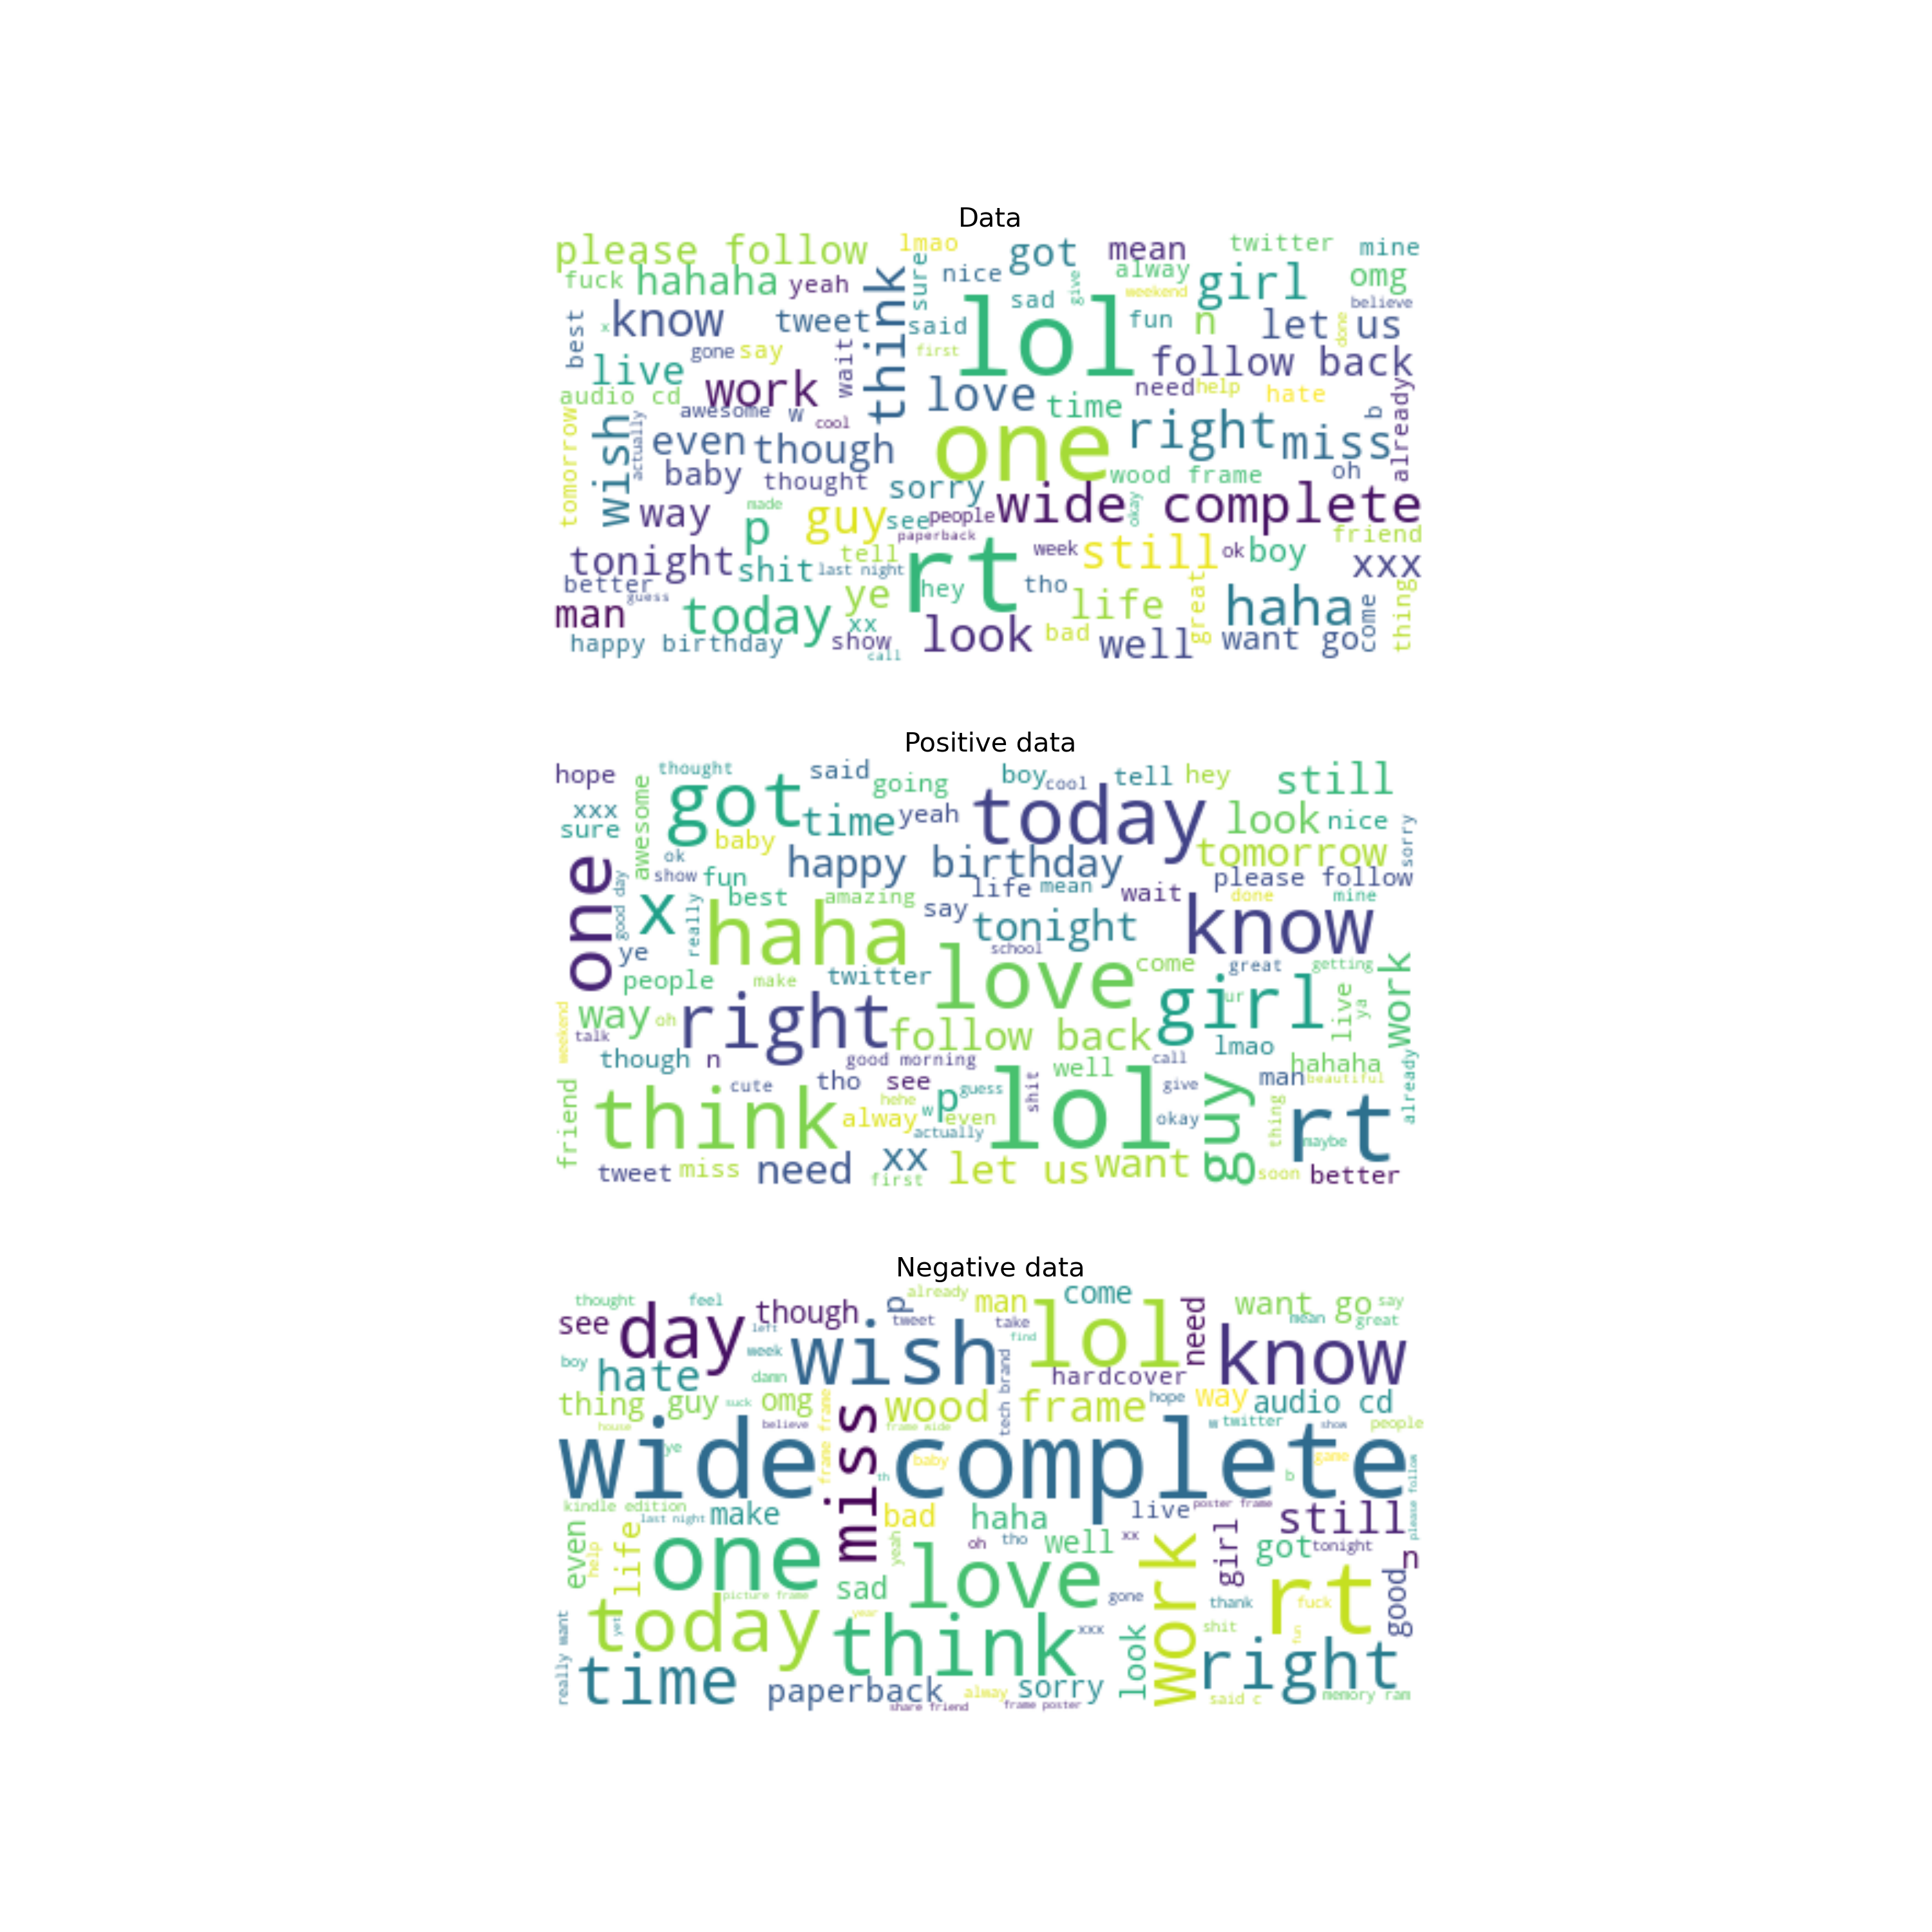 Data
please follow
lmao
got
mean
twitter
mine
fuck
hahaha
yeah
think
sure
nice
give
alway
girl
omg
weekend
believe
sad
lol
best
x
know
tweet
said
fun
n
let us
done
gone
say
wait
first
follow back
live
work
love
need
help
hate
audio cd
awesome
w
cool
time
b
already
tomorrow
wish
actually
even
though
one
right
miss
baby
thought
wood frame
oh
sorry
way
made
p
guy
see
people
wide complete
okay
paperback
tell
week
still
ok
boy
friend
tonight
shit
last night
rt
hey
tho
xxx
better
guess
ye
life
great
haha
come
thing
man
today
xx
show
call
look
bad
well
want go
happy birthday
Positive data
hope
thought
said
going
boy
cool
tell
hey
still
xxx
sure
awesome
got
time
yeah
today
look
nice
sorry
baby
ok
happy birthday
tomorrow
one
show
fun
life
mean
wait
please follow
good day
x
best
amazing
say
done
mine
really
haha
tonight
know
ye
school
people
make
twitter
love
come
great
getting
work
weekend
way
oh
right
follow back
girl
ur
live
ya
talk
though
n
good morning
call
lmao
hahaha
already
friend
cute
tho
see
well
man
beautiful
think
hehe
alway
w
p
guess
even
actually
lol
shit
give
okay
guy
thing
rt
maybe
tweet
miss
need
xx
first
let us
want
soon
better
Negative data
thought
feel
though
p
already
man
come
need
want go
say
see
day
left
tweet
take
lol
mean
great
week
wish
find
know
boy
hate
damn
tech brand
hardcover
thing
guy
suck
omg
frame frame
miss
wood frame
hope
way
audio cd
house
believe
frame wide
w
twitter
show
people
wide complete
ye
baby
th
game
b
please follow
kindle edition
last night
make
bad
haha
live
poster frame
still
even
help
life
one
yeah
oh
tho
well
xx
work
girl
got
tonight
n
picture frame
sad
love
gone
thank
rt
fuck
good
really want
yet
today
year
think
xxx
look
shit
fun
time
right
paperback
alway
sorry
said c
memory ram
share friend
frame poster